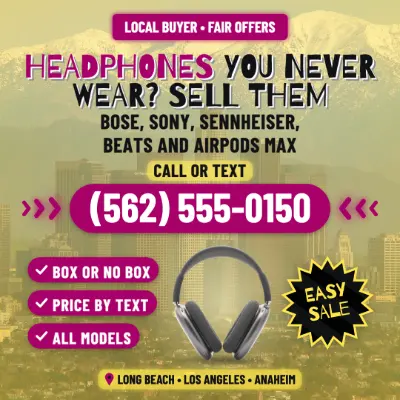 LOCAL BUYER • FAIR OFFERS
HEADPHONES YOU NEVER
WEAR? SELL THEM
BOSE, SONY, SENNHEISER,
BEATS AND AIRPODS MAX
CALL OR TEXT
(562) 555-0150
BOX OR NO BOX
PRICE BY TEXT
ALL MODELS
EASY
SALE
LONG BEACH • LOS ANGELES • ANAHEIM